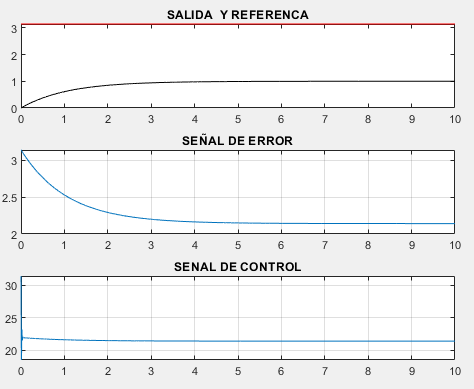 SALIDA Y REFERENCA
3
2
1
0
0 1 2 3 4 5 6 7 8 9 10
SEÑAL DE ERROR
3
2.5
2
0 1 2 3 4 5 6 7 8 9 10
SENAL DE CONTROL
30
25
20
0 1 2 3 4 5 6 7 8 9 10